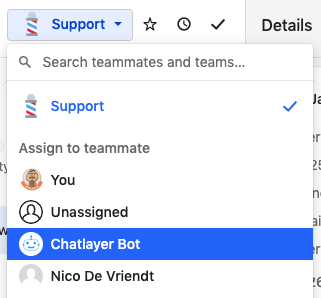 Support
Details
Search teammates and teams...
Support
Assign to teammate
You
Unassigned
Chatlayer Bot
Nico De Vriendt